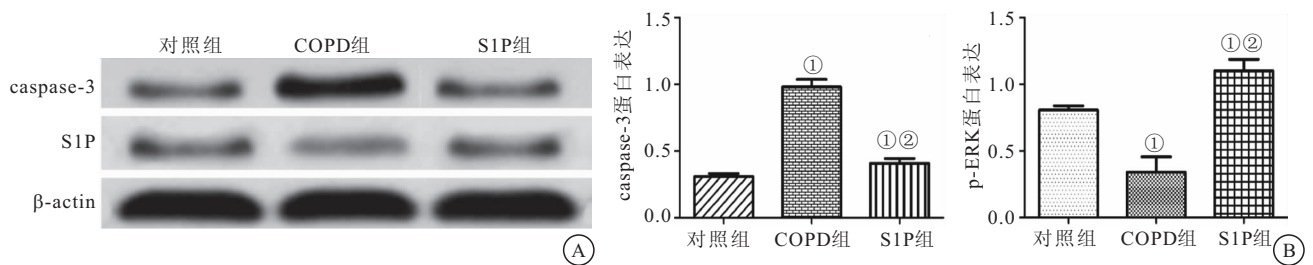 对照组 COPD组 S1P组
caspase-3
S1P
β-actin
A
caspase-3蛋白表达
1.5
1.0
0.5
0.0
①
①②
对照组 COPD组 S1P组
p-ERK蛋白表达
1.5
1.0
0.5
0.0
①
①②
对照组 COPD组 S1P组
B